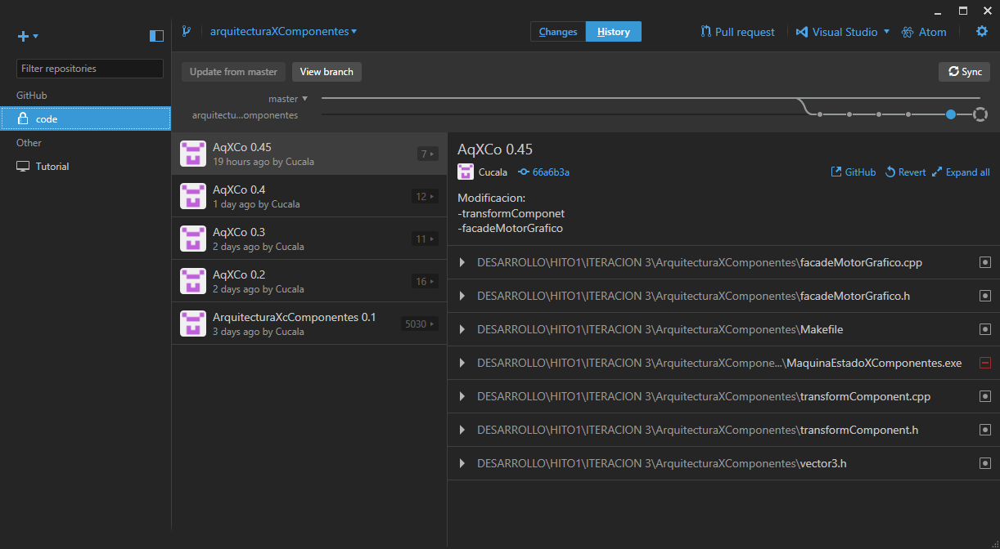 arquitecturaXComponentes
Changes
History
Pull request
Visual Studio
Atom
Filter repositories
GitHub
code
Other
Tutorial
Update from master
View branch
Sync
master
arquitectu...omponentes
AqXCo 0.45
19 hours ago by Cucala
7
AqXCo 0.4
1 day ago by Cucala
12
AqXCo 0.3
2 days ago by Cucala
11
AqXCo 0.2
2 days ago by Cucala
16
ArquitecturaXcComponentes 0.1
3 days ago by Cucala
5030
AqXCo 0.45
Cucala
66a6b3a
GitHub
Revert
Expand all
Modificacion:
-transformComponet
-facadeMotorGrafico
DESARROLLO\HITO1\ITERACION 3\ArquitecturaXComponentes\facadeMotorGrafico.cpp
DESARROLLO\HITO1\ITERACION 3\ArquitecturaXComponentes\facadeMotorGrafico.h
DESARROLLO\HITO1\ITERACION 3\ArquitecturaXComponentes\Makefile
DESARROLLO\HITO1\ITERACION 3\ArquitecturaXCompone...\MaquinaEstadoXComponentes.exe
DESARROLLO\HITO1\ITERACION 3\ArquitecturaXComponentes\transformComponent.cpp
DESARROLLO\HITO1\ITERACION 3\ArquitecturaXComponentes\transformComponent.h
DESARROLLO\HITO1\ITERACION 3\ArquitecturaXComponentes\vector3.h